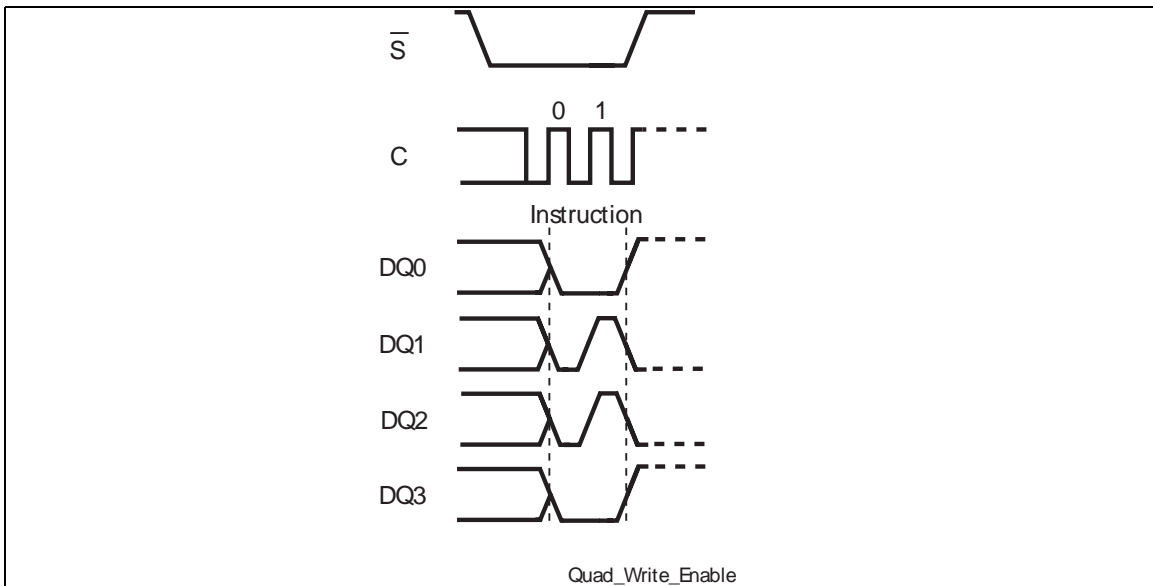 S̅
0 1
C
Instruction
DQ0
DQ1
DQ2
DQ3
Quad_Write_Enable